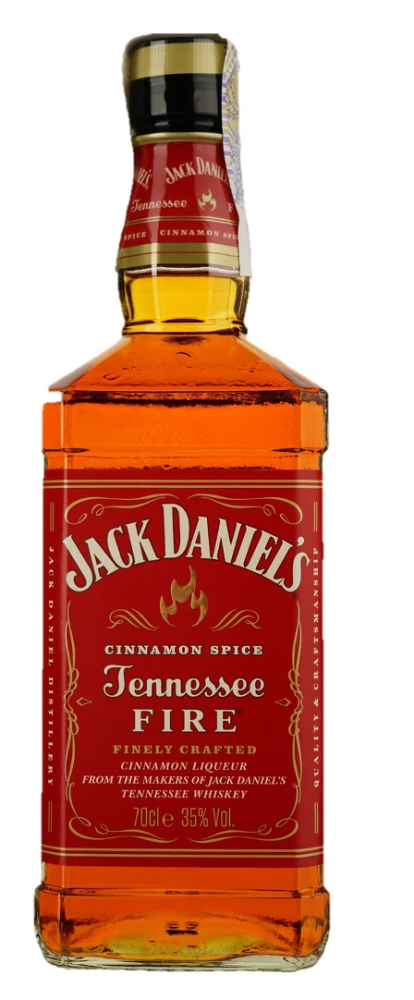 JACK DANIEL'S
Tennessee
SPICE CINNAMON SPICE
JACK DANIEL'S
CINNAMON SPICE
Tennessee
FIRE
FINELY CRAFTED
CINNAMON LIQUEUR
FROM THE MAKERS OF JACK DANIEL'S
TENNESSEE WHISKEY
70cl e 35% Vol.
JACK DANIEL DISTILLERY
QUALITY & CRAFTSMANSHIP